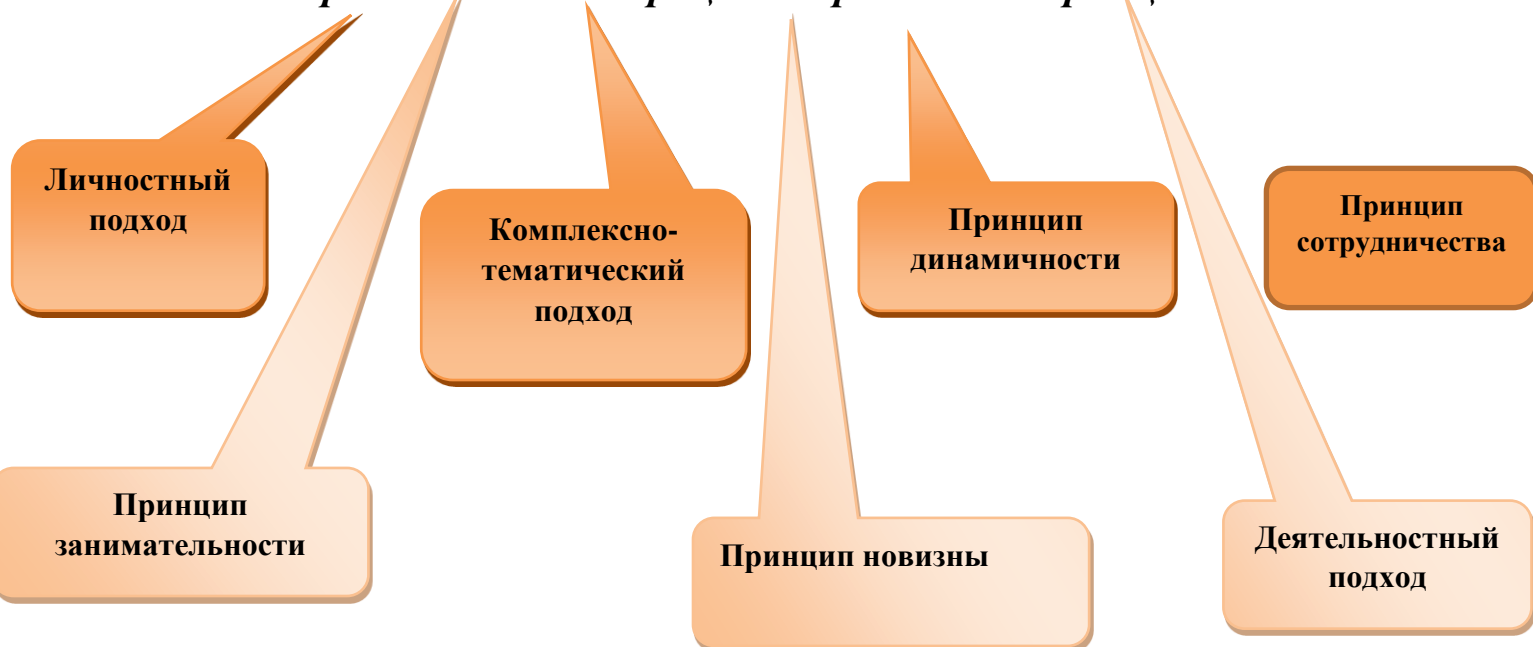 Личностный
подход
Комплексно-
тематический
подход
Принцип
динамичности
Принцип
сотрудничества
Принцип
занимательности
Принцип новизны
Деятельностный
подход